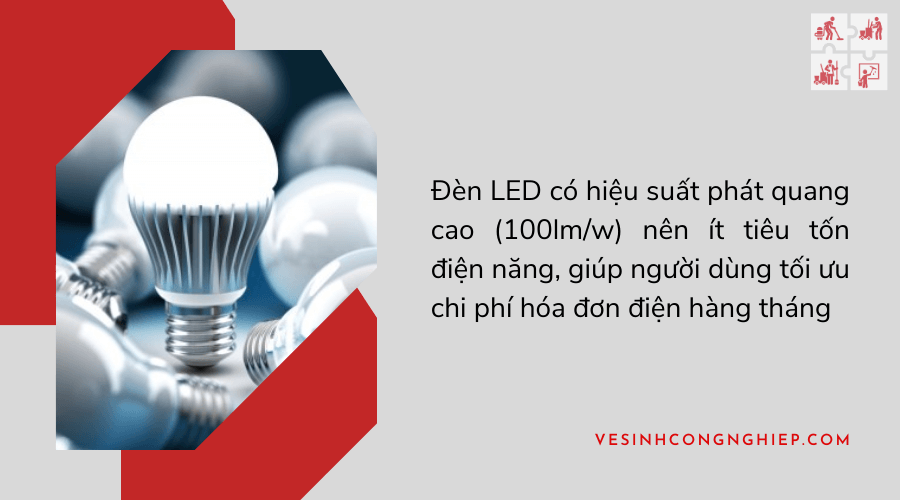 Đèn LED có hiệu suất phát quang
cao (100lm/w) nên ít tiêu tốn
điện năng, giúp người dùng tối ưu
chi phí hóa đơn điện hàng tháng
VESINHCONGNGHIEP.COM